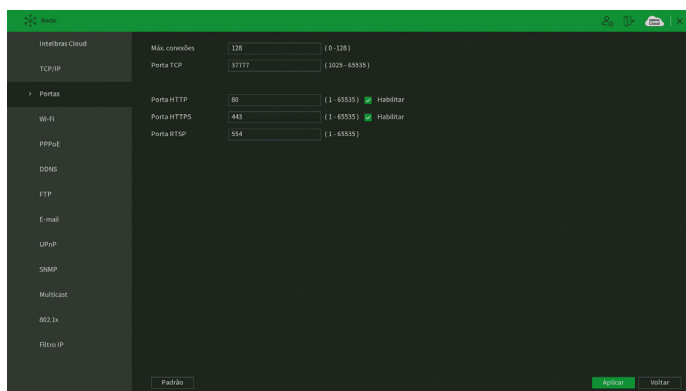 Rede
Intelbras Cloud
TCP/IP
Portas
Wi-Fi
PPPoE
DDNS
FTP
E-mail
UPnP
SNMP
Multicast
802.1x
Filtro IP
Máx. conexões 128 ( 0 -128 )
Porta TCP 37777 ( 1025 - 65535 )
Porta HTTP 80 ( 1 - 65535 ) Habilitar
Porta HTTPS 443 ( 1 - 65535 ) Habilitar
Porta RTSP 554 ( 1 - 65535 )
Padrão Aplicar Voltar